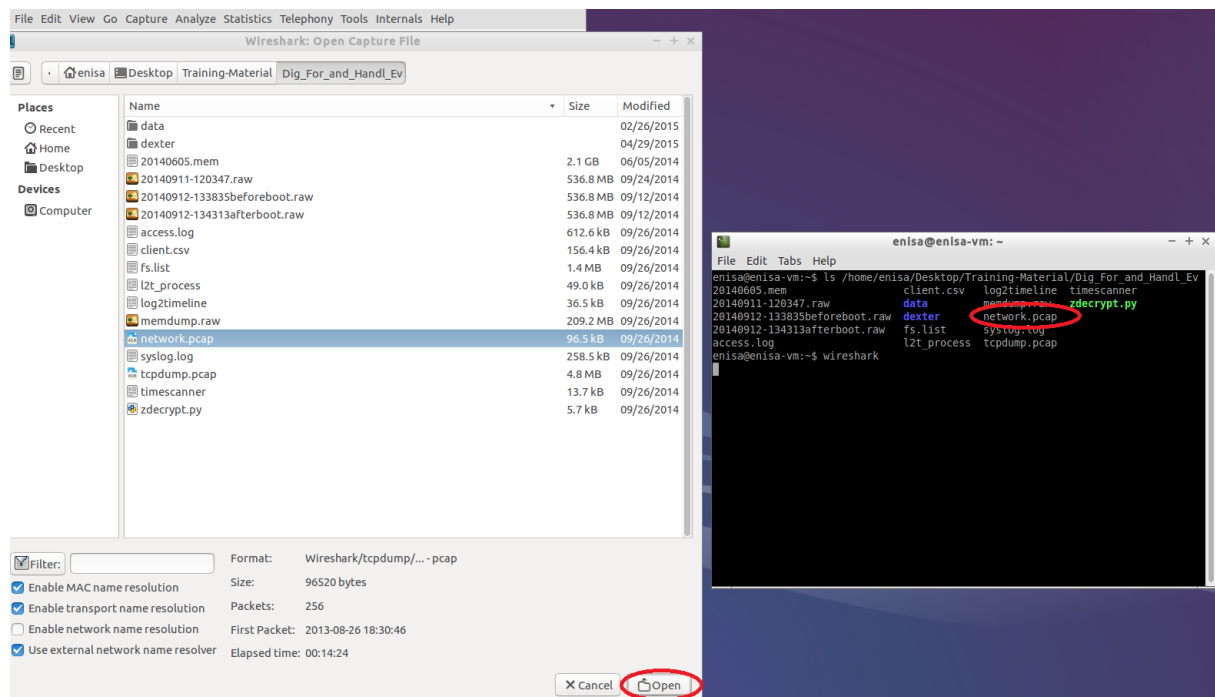 File Edit View Go Capture Analyze Statistics Telephony Tools Internals Help
Wireshark: Open Capture File
enisa Desktop Training-Material Dig_For_and_Handl_Ev
Places
Recent
Home
Desktop
Devices
Computer
Name Size Modified
data 02/26/2015
dexter 04/29/2015
20140605.mem 2.1 GB 06/05/2014
20140911-120347.raw 536.8 MB 09/24/2014
20140912-133835beforeboot.raw 536.8 MB 09/12/2014
20140912-134313afterboot.raw 536.8 MB 09/12/2014
access.log 612.6 kB 09/26/2014
client.csv 156.4 kB 09/26/2014
fs.list 1.4 MB 09/26/2014
l2t_process 49.0 kB 09/26/2014
log2timeline 36.5 kB 09/26/2014
memdump.raw 209.2 MB 09/26/2014
network.pcap 96.5 kB 09/26/2014
syslog.log 258.5 kB 09/26/2014
tcpdump.pcap 4.8 MB 09/26/2014
timescanner 13.7 kB 09/26/2014
zdecrypt.py 5.7 kB 09/26/2014
Filter:
Enable MAC name resolution
Enable transport name resolution
Enable network name resolution
Use external network name resolver
Format: Wireshark/tcpdump/... - pcap
Size: 96520 bytes
Packets: 256
First Packet: 2013-08-26 18:30:46
Elapsed time: 00:14:24
Cancel Open
enisa@enisa-vm: ~
File Edit Tabs Help
enisa@enisa-vm:~$ ls /home/enisa/Desktop/Training-Material/Dig_For_and_Handl_Ev
20140605.mem client.csv log2timeline timescanner
20140911-120347.raw data memdump.raw zdecrypt.py
20140912-133835beforeboot.raw dexter network.pcap
20140912-134313afterboot.raw fs.list syslog.log
access.log l2t_process tcpdump.pcap
enisa@enisa-vm:~$ wireshark